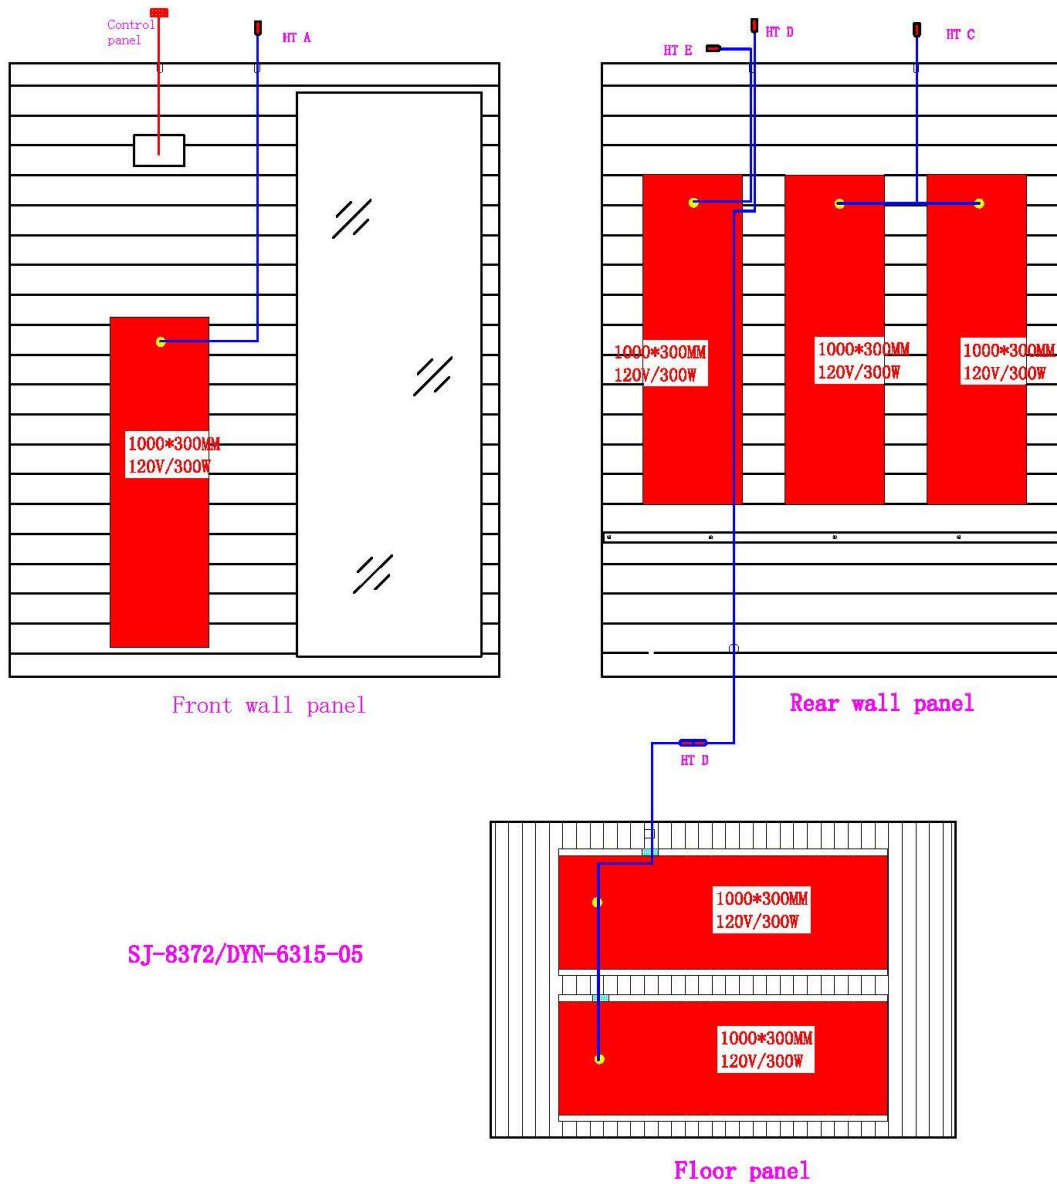 Control
panel
HT A
HT E
HT D
HT C
1000*300MM
120V/300W
1000*300MM
120V/300W
1000*300MM
120V/300W
1000*300MM
120V/300W
Front wall panel
Rear wall panel
HT D
1000*300MM
120V/300W
SJ-8372/DYN-6315-05
1000*300MM
120V/300W
Floor panel